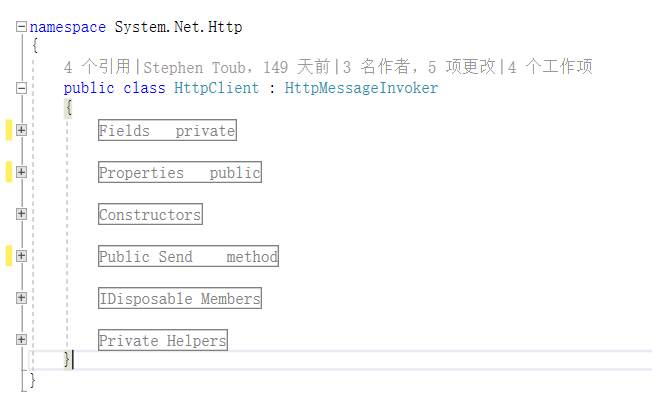 namespace System.Net.Http
{
4 个引用|Stephen Toub，149 天前|3 名作者，5 项更改|4 个工作项
public class HttpClient : HttpMessageInvoker
{
Fields   private
Properties   public
Constructors
Public Send    method
IDisposable Members
Private Helpers
}
}